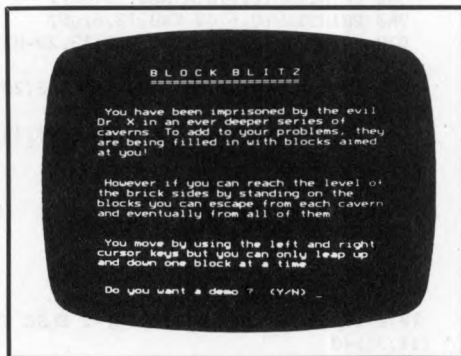 BLOCK BLITZ
====================
You have been imprisoned by the evil
Dr. X in an ever deeper series of
caverns. To add to your problems, they
are being filled in with blocks aimed
at you!
However if you can reach the level of
the brick sides by standing on the
blocks you can escape from each cavern
and eventually from all of them
You move by using the left and right
cursor keys but you can only leap up
and down one block at a time
Do you want a demo ? (Y/N) _